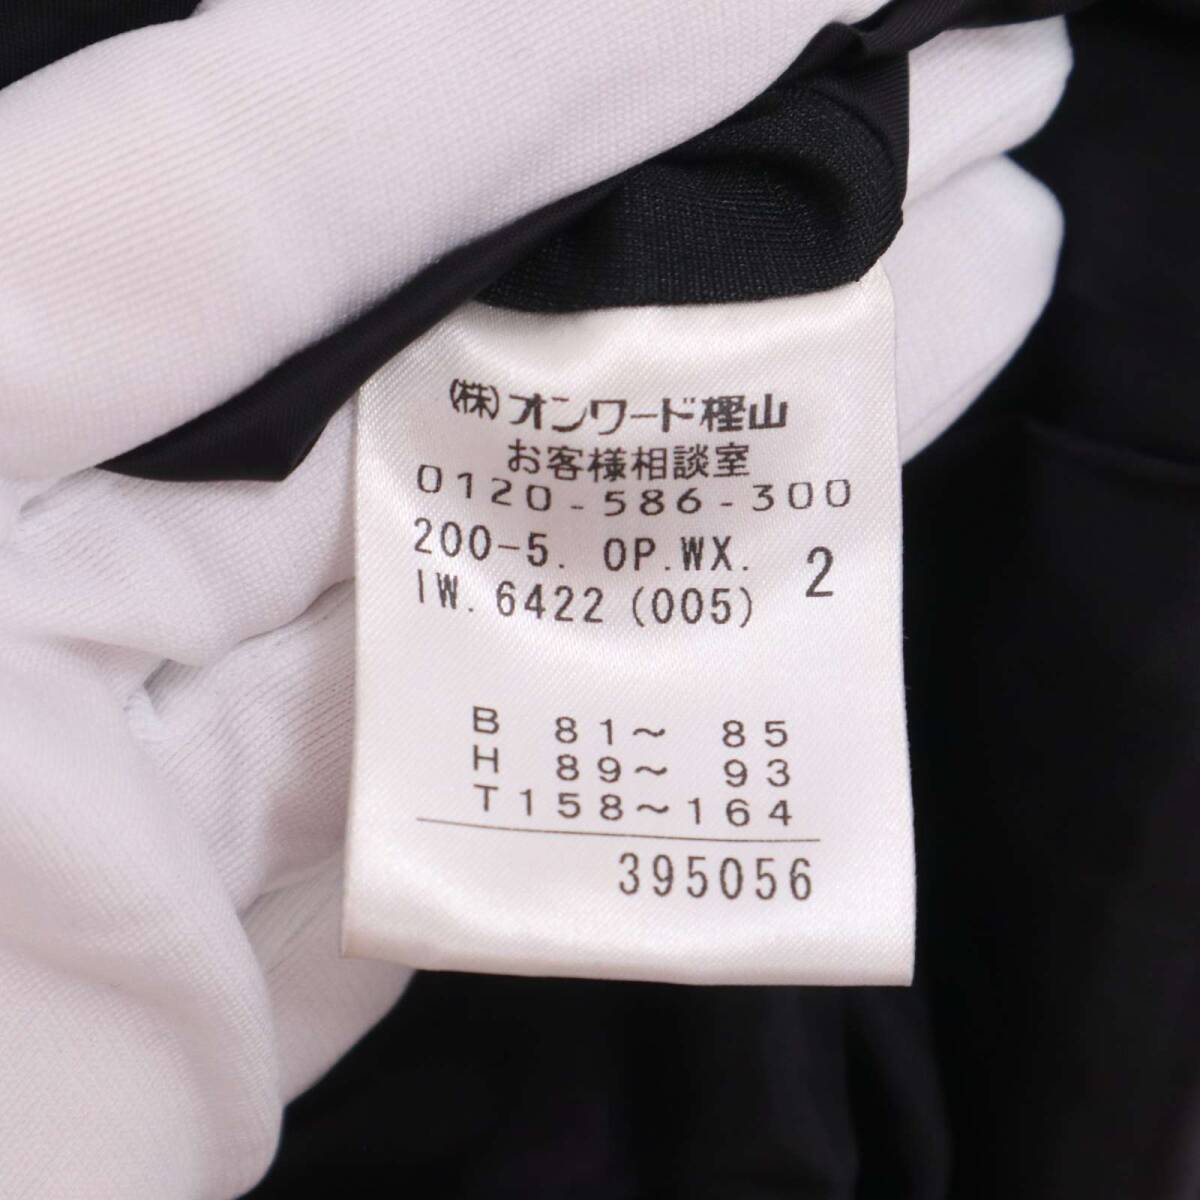 (株)オンワード樫山
お客様相談室
0120-586-300
200-5. OP.WX. 2
IW. 6422 (005)
B 81〜 85
H 89〜 93
T158〜164
395056